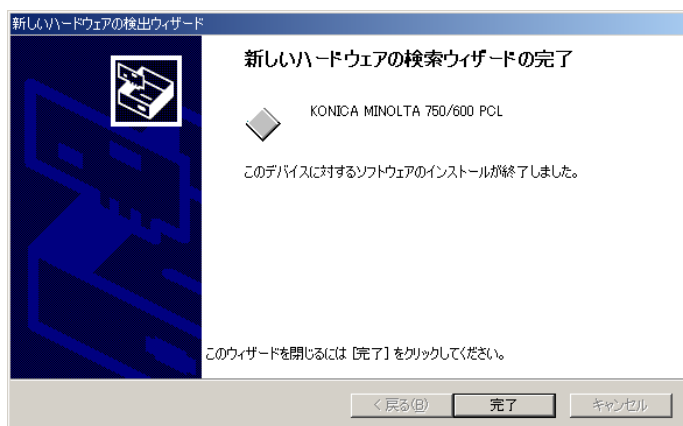 新しいハードウェアの検出ウィザード
新しいハードウェアの検索ウィザードの完了
KONICA MINOLTA 750/600 PCL
このデバイスに対するソフトウェアのインストールが終了しました。
このウィザードを閉じるには [完了] をクリックしてください。
< 戻る(B) 完了 キャンセル